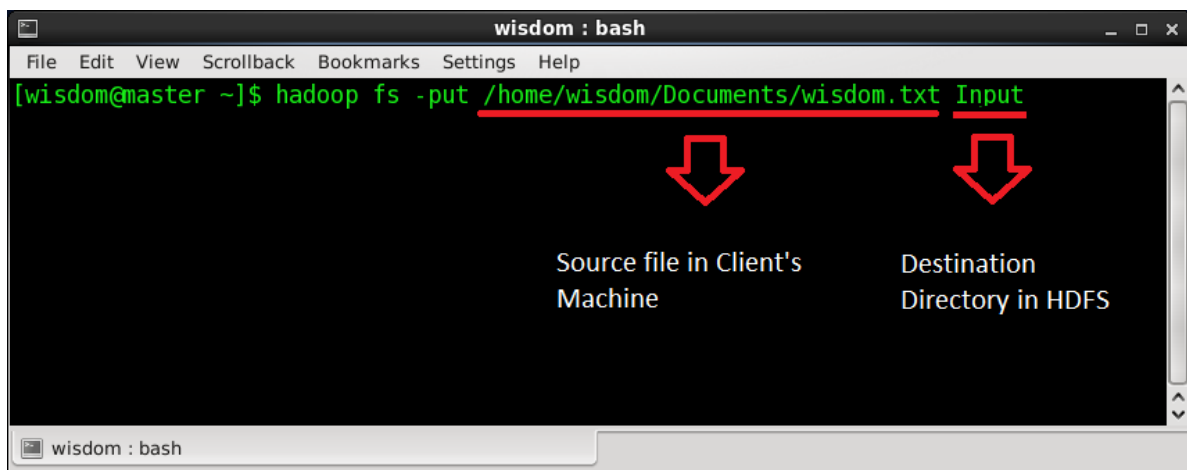 wisdom : bash
File Edit View Scrollback Bookmarks Settings Help
[wisdom@master ~]$ hadoop fs -put /home/wisdom/Documents/wisdom.txt Input
Source file in Client's
Machine
Destination
Directory in HDFS
wisdom : bash